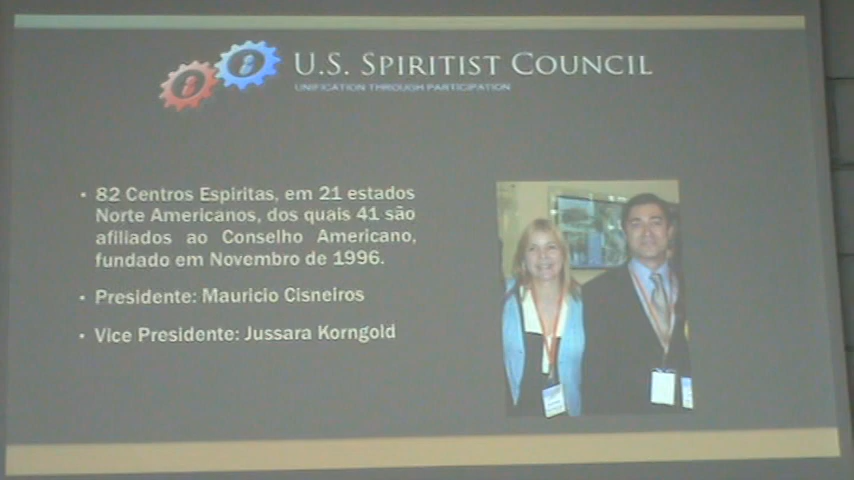 U.S. SPIRITIST COUNCIL
UNIFICATION THROUGH PARTICIPATION
• 82 Centros Espiritas, em 21 estados
Norte Americanos, dos quais 41 são
afiliados ao Conselho Americano,
fundado em Novembro de 1996.
• Presidente: Mauricio Cisneiros
• Vice Presidente: Jussara Korngold